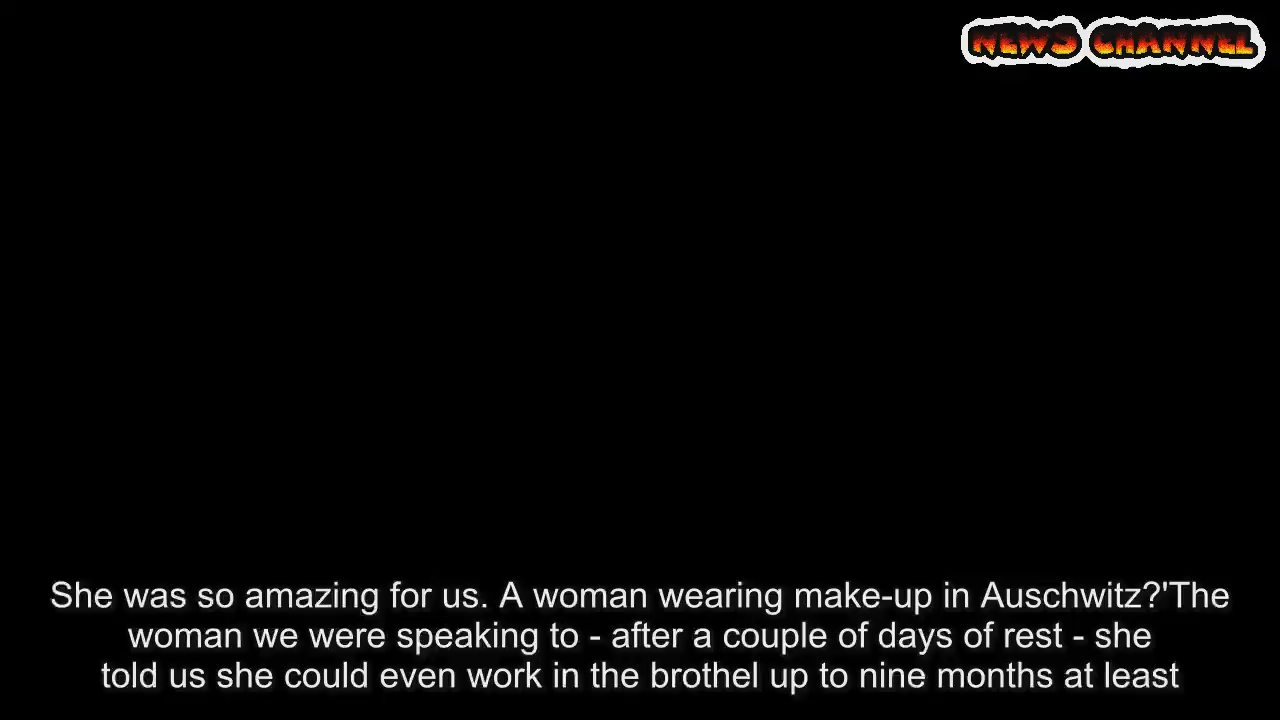 NEWS CHANNEL
She was so amazing for us. A woman wearing make-up in Auschwitz?'The
woman we were speaking to - after a couple of days of rest - she
told us she could even work in the brothel up to nine months at least